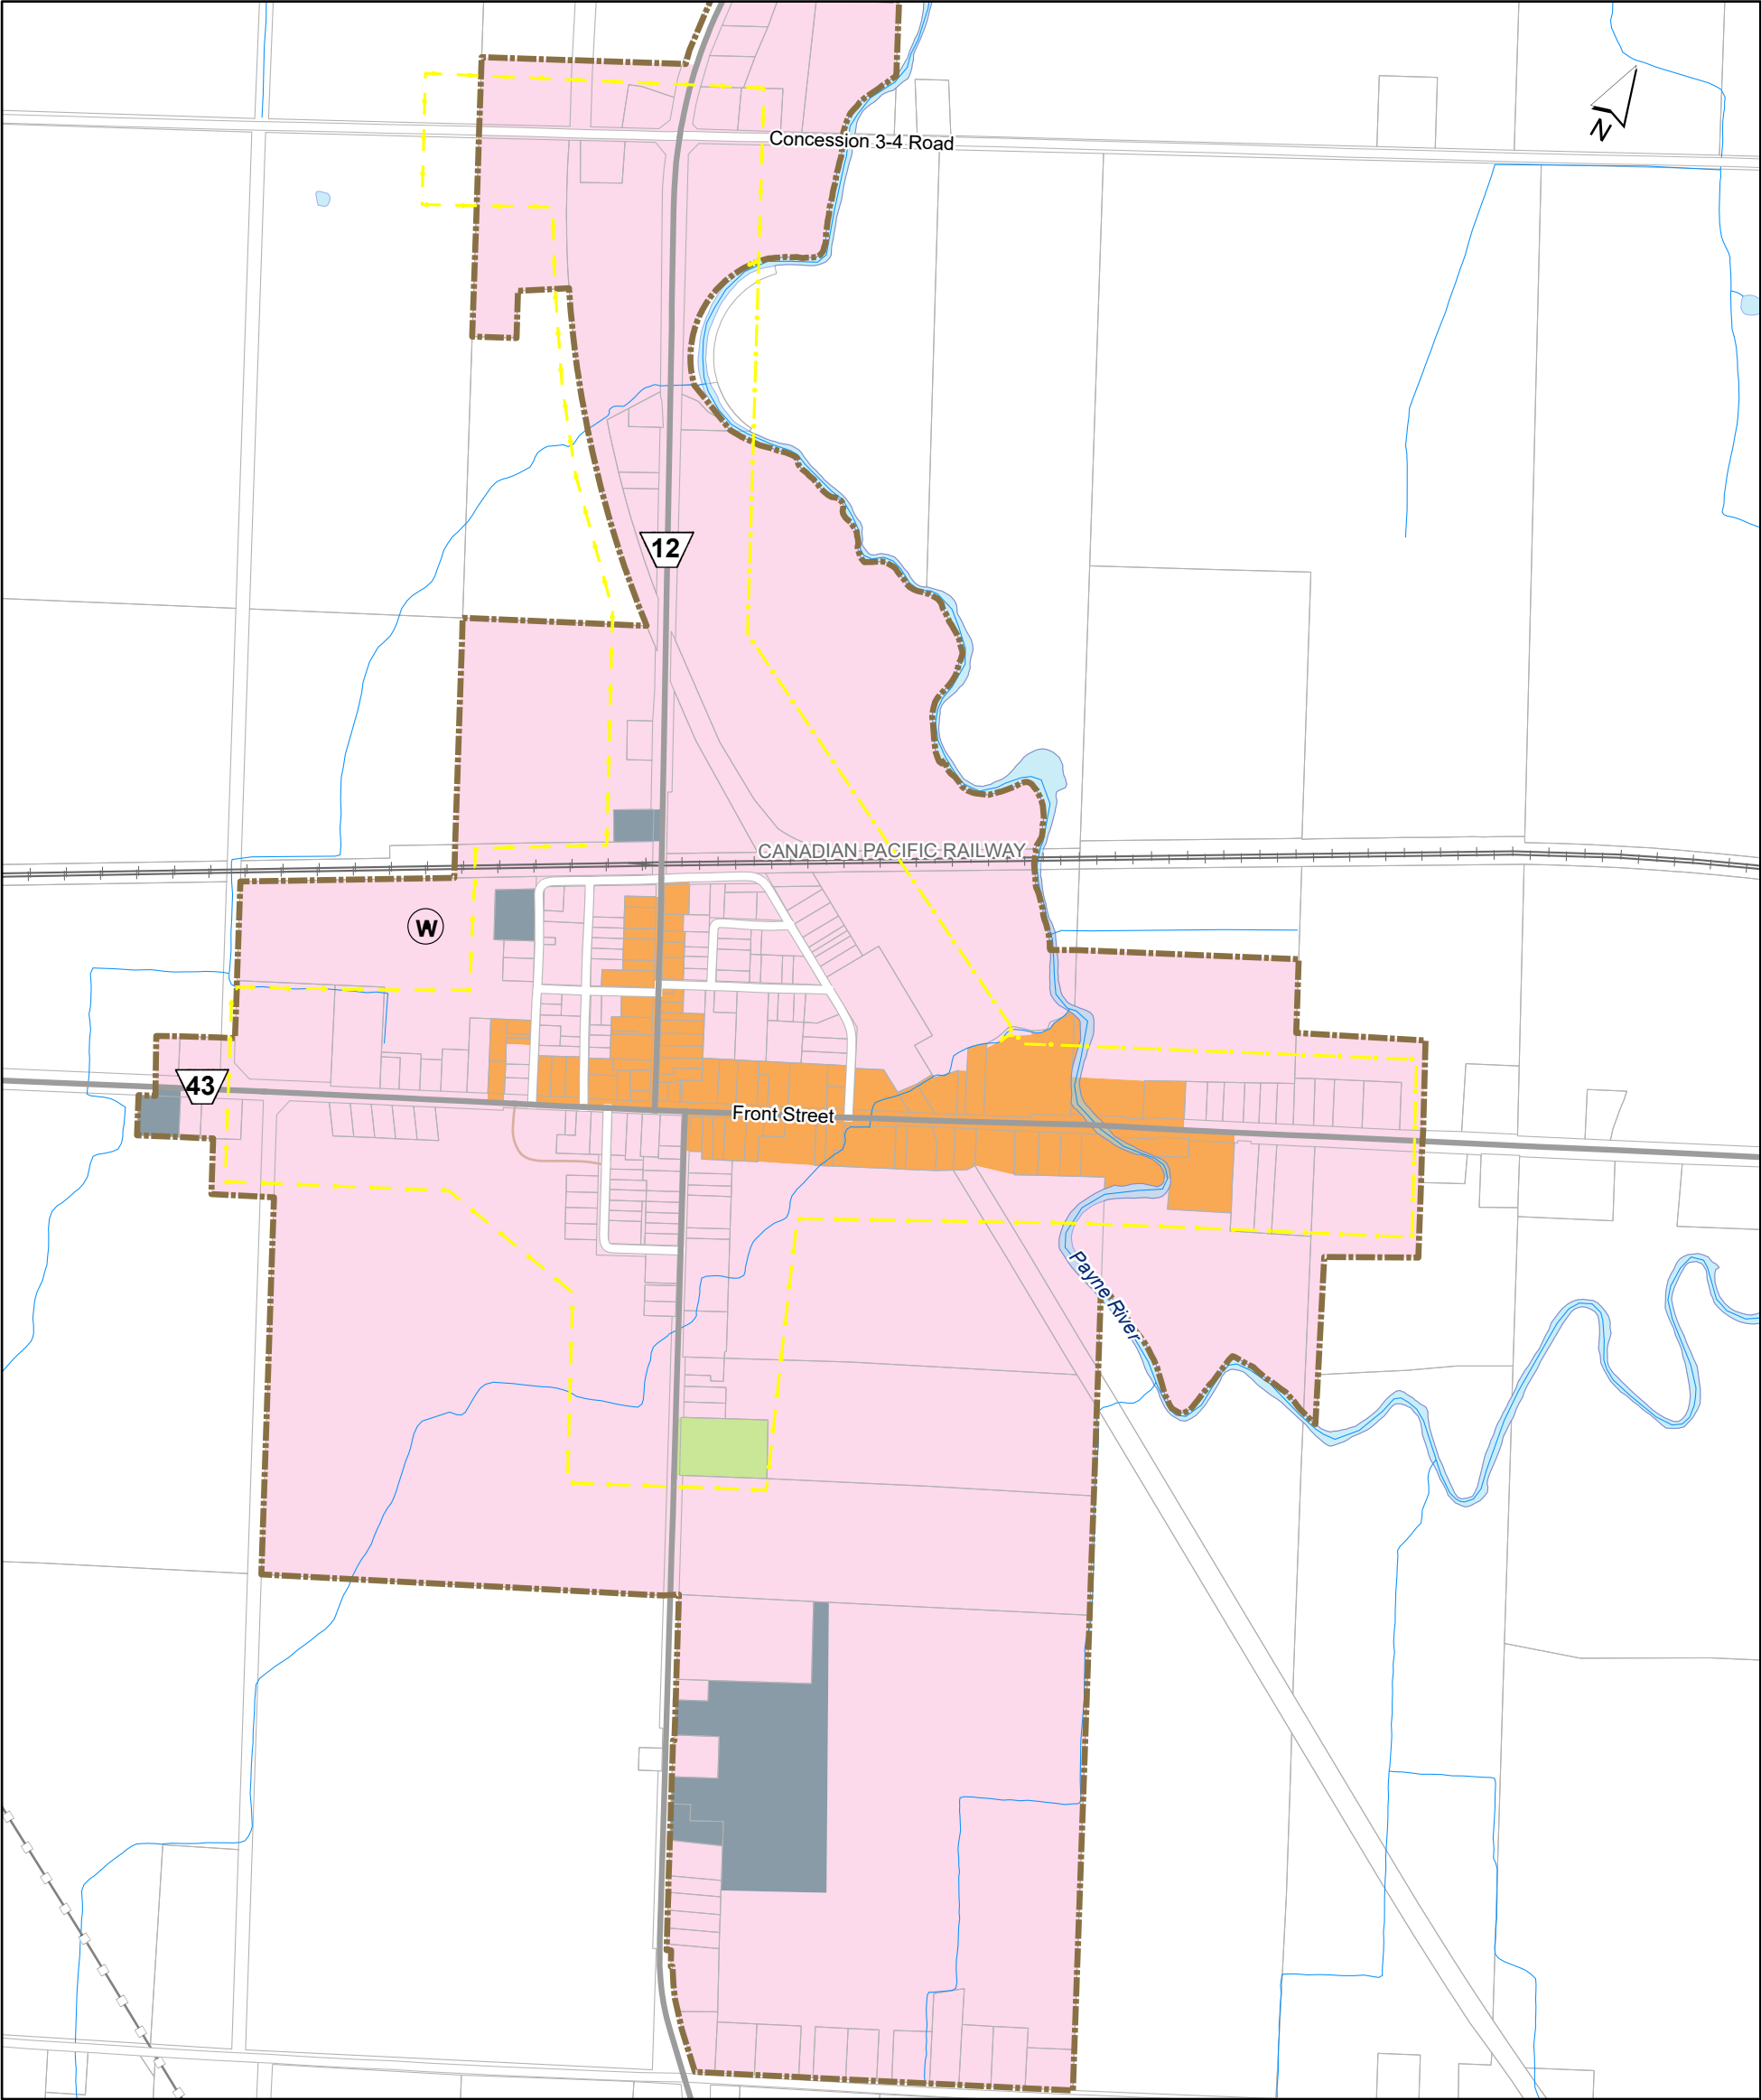 Concession 3-4 Road
N
12
CANADIAN PACIFIC RAILWAY
W
43
Front Street
Payne River